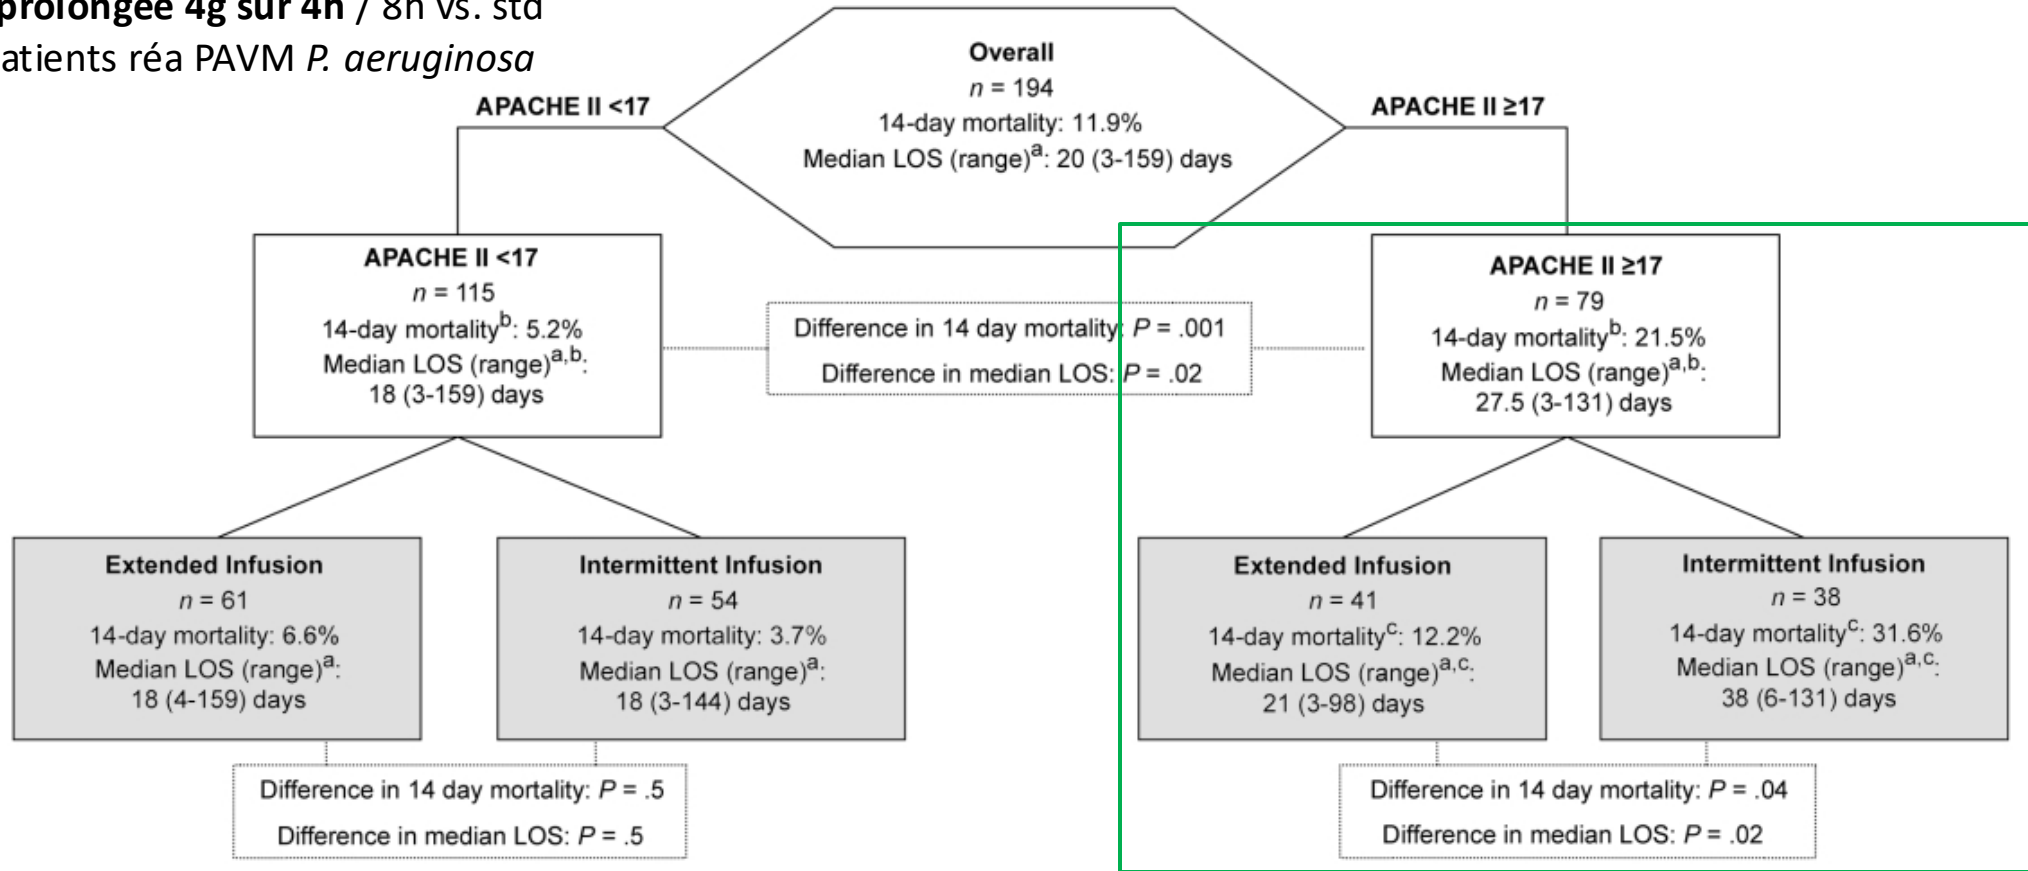 prolongée 4g sur 4h / 8h vs. std
atients réa PAVM P. aeruginosa
Overall
n = 194
14-day mortality: 11.9%
Median LOS (range)a: 20 (3-159) days
APACHE II <17
APACHE II ≥17
APACHE II <17
n = 115
14-day mortalityb: 5.2%
Median LOS (range)a,b:
18 (3-159) days
Difference in 14 day mortality: P = .001
Difference in median LOS: P = .02
APACHE II ≥17
n = 79
14-day mortalityb: 21.5%
Median LOS (range)a,b:
27.5 (3-131) days
Extended Infusion
n = 61
14-day mortality: 6.6%
Median LOS (range)a:
18 (4-159) days
Intermittent Infusion
n = 54
14-day mortality: 3.7%
Median LOS (range)a:
18 (3-144) days
Difference in 14 day mortality: P = .5
Difference in median LOS: P = .5
Extended Infusion
n = 41
14-day mortalityc: 12.2%
Median LOS (range)a,c:
21 (3-98) days
Intermittent Infusion
n = 38
14-day mortalityc: 31.6%
Median LOS (range)a,c:
38 (6-131) days
Difference in 14 day mortality: P = .04
Difference in median LOS: P = .02